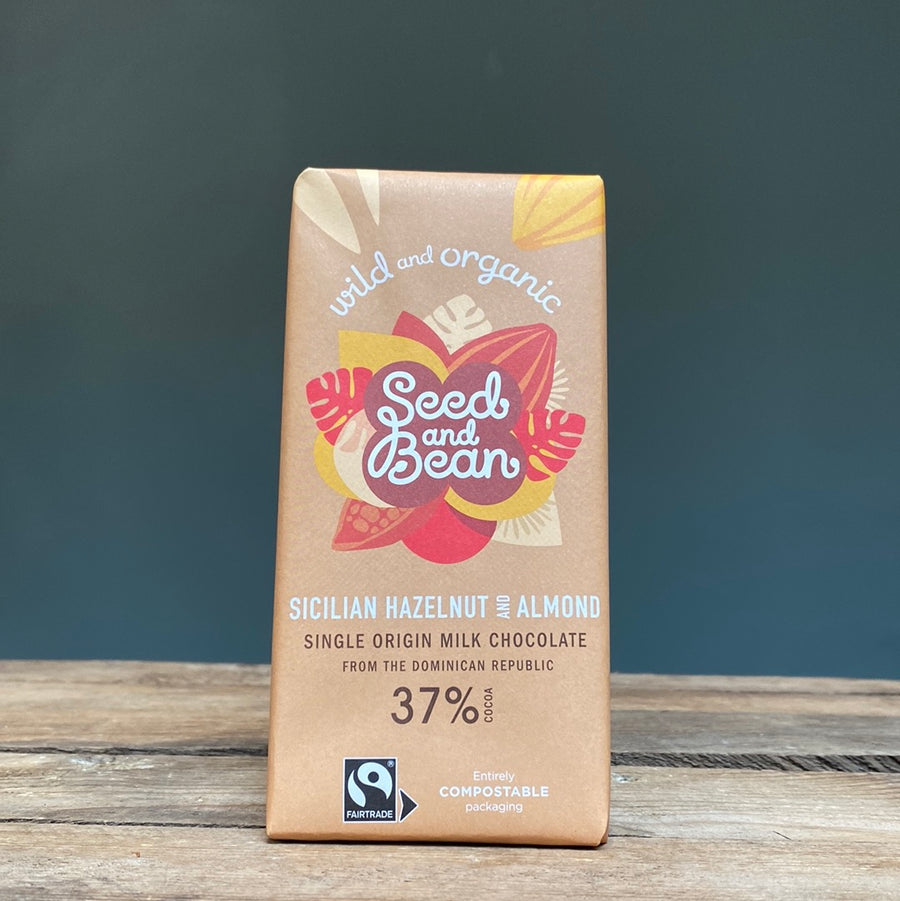 wild and organic
Seed
and
Bean
SICILIAN HAZELNUT AND ALMOND
SINGLE ORIGIN MILK CHOCOLATE
FROM THE DOMINICAN REPUBLIC
37% COCOA
FAIRTRADE
Entirely
COMPOSTABLE
packaging